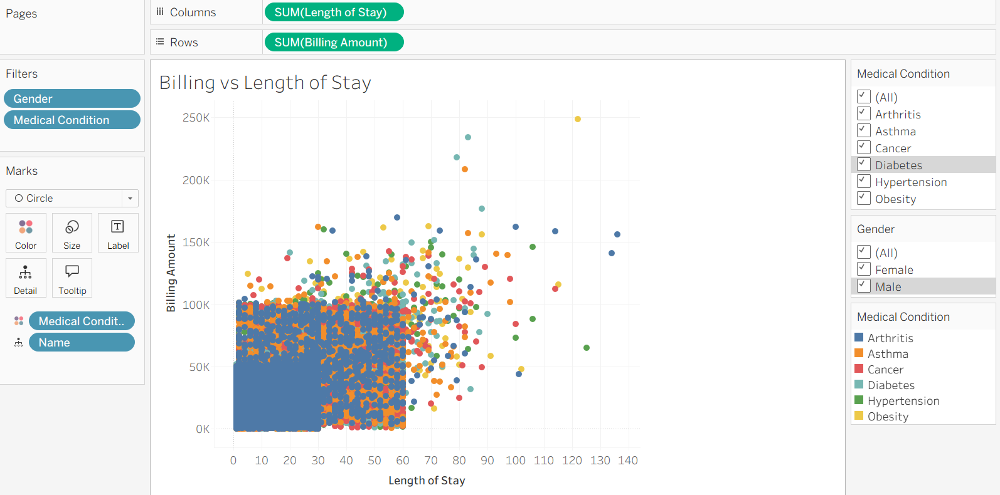 Pages
Columns
SUM(Length of Stay)
Rows
SUM(Billing Amount)
Filters
Gender
Medical Condition
Marks
Circle
Color
Size
Label
Detail
Tooltip
Medical Condit..
Name
Billing vs Length of Stay
250K
200K
150K
100K
50K
0K
Billing Amount
0 10 20 30 40 50 60 70 80 90 100 110 120 130 140
Length of Stay
Medical Condition
(All)
Arthritis
Asthma
Cancer
Diabetes
Hypertension
Obesity
Gender
(All)
Female
Male
Medical Condition
Arthritis
Asthma
Cancer
Diabetes
Hypertension
Obesity